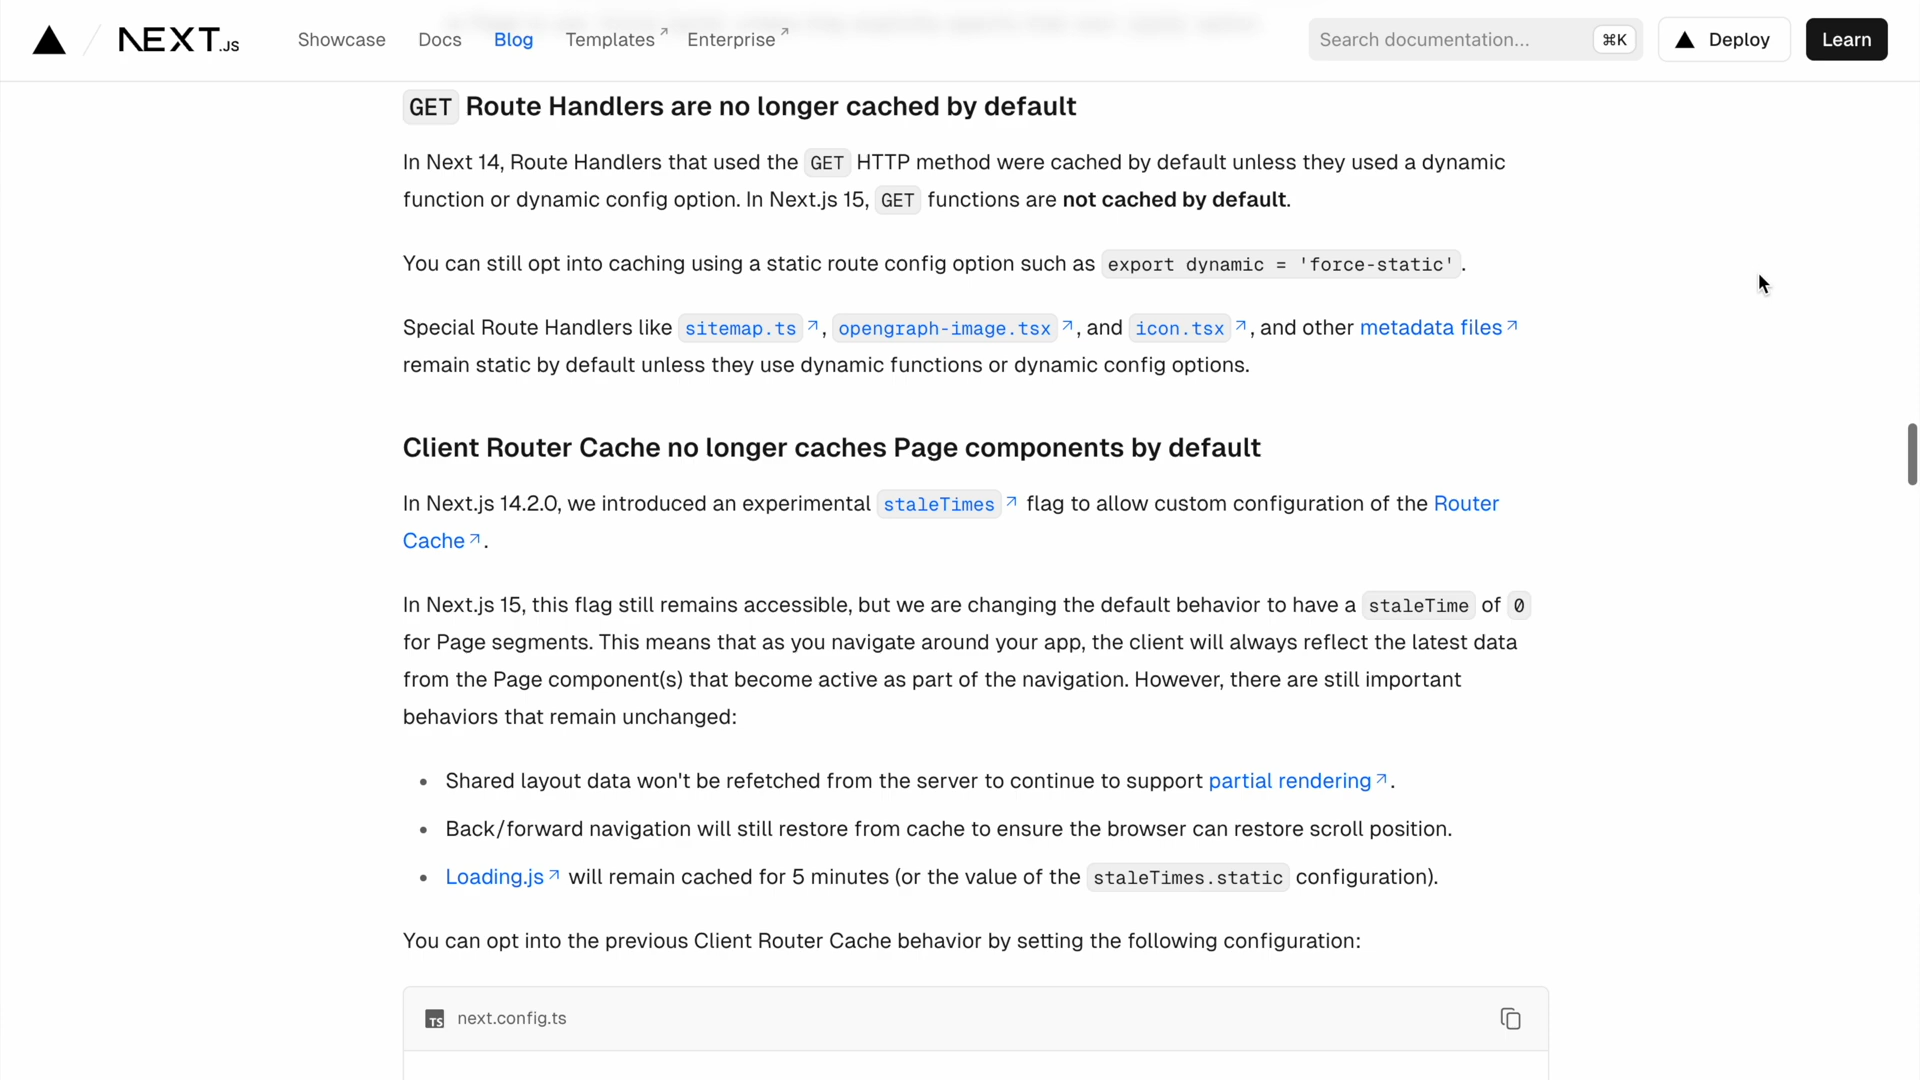 NEXT.JS Showcase Docs Blog Templates↗ Enterprise↗ Search documentation... ⌘K Deploy Learn
GET Route Handlers are no longer cached by default
In Next 14, Route Handlers that used the GET HTTP method were cached by default unless they used a dynamic
function or dynamic config option. In Next.js 15, GET functions are not cached by default.
You can still opt into caching using a static route config option such as export dynamic = 'force-static'.
Special Route Handlers like sitemap.ts↗, opengraph-image.tsx↗, and icon.tsx↗, and other metadata files↗
remain static by default unless they use dynamic functions or dynamic config options.
Client Router Cache no longer caches Page components by default
In Next.js 14.2.0, we introduced an experimental staleTimes↗ flag to allow custom configuration of the Router
Cache↗.
In Next.js 15, this flag still remains accessible, but we are changing the default behavior to have a staleTime of 0
for Page segments. This means that as you navigate around your app, the client will always reflect the latest data
from the Page component(s) that become active as part of the navigation. However, there are still important
behaviors that remain unchanged:
• Shared layout data won't be refetched from the server to continue to support partial rendering↗.
• Back/forward navigation will still restore from cache to ensure the browser can restore scroll position.
• Loading.js↗ will remain cached for 5 minutes (or the value of the staleTimes.static configuration).
You can opt into the previous Client Router Cache behavior by setting the following configuration:
TS next.config.ts